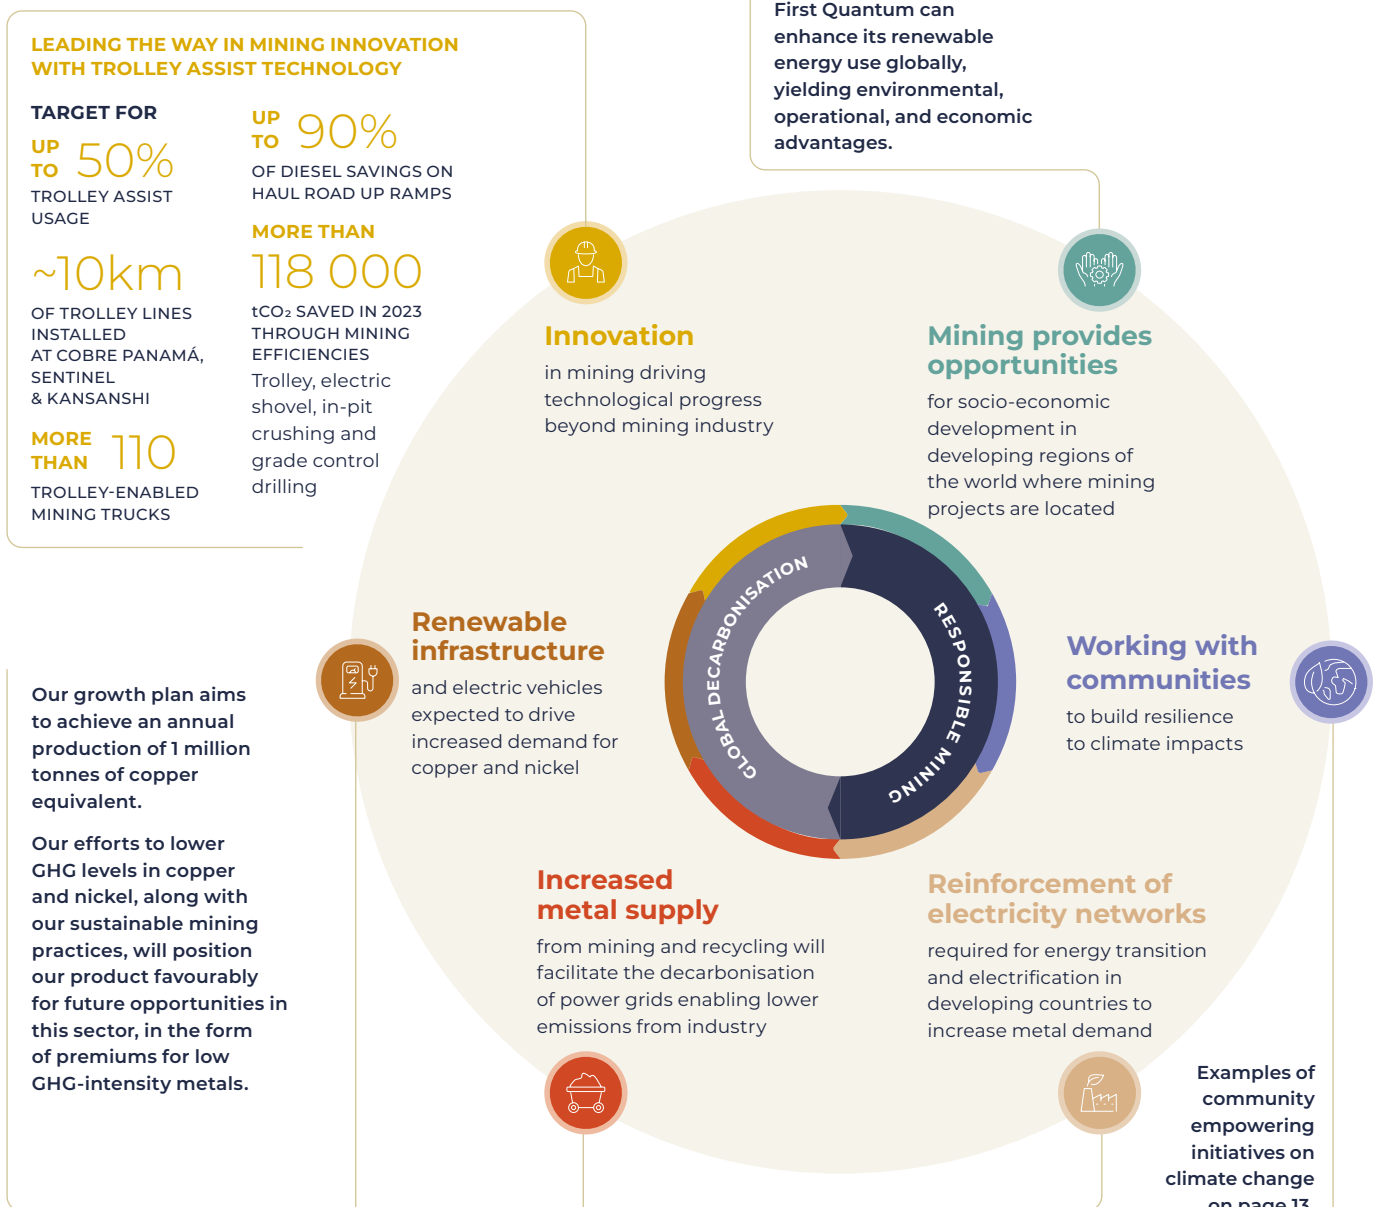 LEADING THE WAY IN MINING INNOVATION
WITH TROLLEY ASSIST TECHNOLOGY
TARGET FOR
UP
TO 50%
TROLLEY ASSIST
USAGE
~10km
OF TROLLEY LINES
INSTALLED
AT COBRE PANAMÁ,
SENTINEL
& KANSANSHI
MORE
THAN 110
TROLLEY-ENABLED
MINING TRUCKS
UP
TO 90%
OF DIESEL SAVINGS ON
HAUL ROAD UP RAMPS
MORE THAN
118 000
tCO₂ SAVED IN 2023
THROUGH MINING
EFFICIENCIES
Trolley, electric
shovel, in-pit
crushing and
grade control
drilling
First Quantum can
enhance its renewable
energy use globally,
yielding environmental,
operational, and economic
advantages.
Innovation
in mining driving
technological progress
beyond mining industry
Mining provides
opportunities
for socio-economic
development in
developing regions of
the world where mining
projects are located
GLOBAL DECARBONISATION
RESPONSIBLE MINING
Renewable
infrastructure
and electric vehicles
expected to drive
increased demand for
copper and nickel
Working with
communities
to build resilience
to climate impacts
Our growth plan aims
to achieve an annual
production of 1 million
tonnes of copper
equivalent.
Our efforts to lower
GHG levels in copper
and nickel, along with
our sustainable mining
practices, will position
our product favourably
for future opportunities in
this sector, in the form
of premiums for low
GHG-intensity metals.
Increased
metal supply
from mining and recycling will
facilitate the decarbonisation
of power grids enabling lower
emissions from industry
Reinforcement of
electricity networks
required for energy transition
and electrification in
developing countries to
increase metal demand
Examples of
community
empowering
initiatives on
climate change
on page 13.